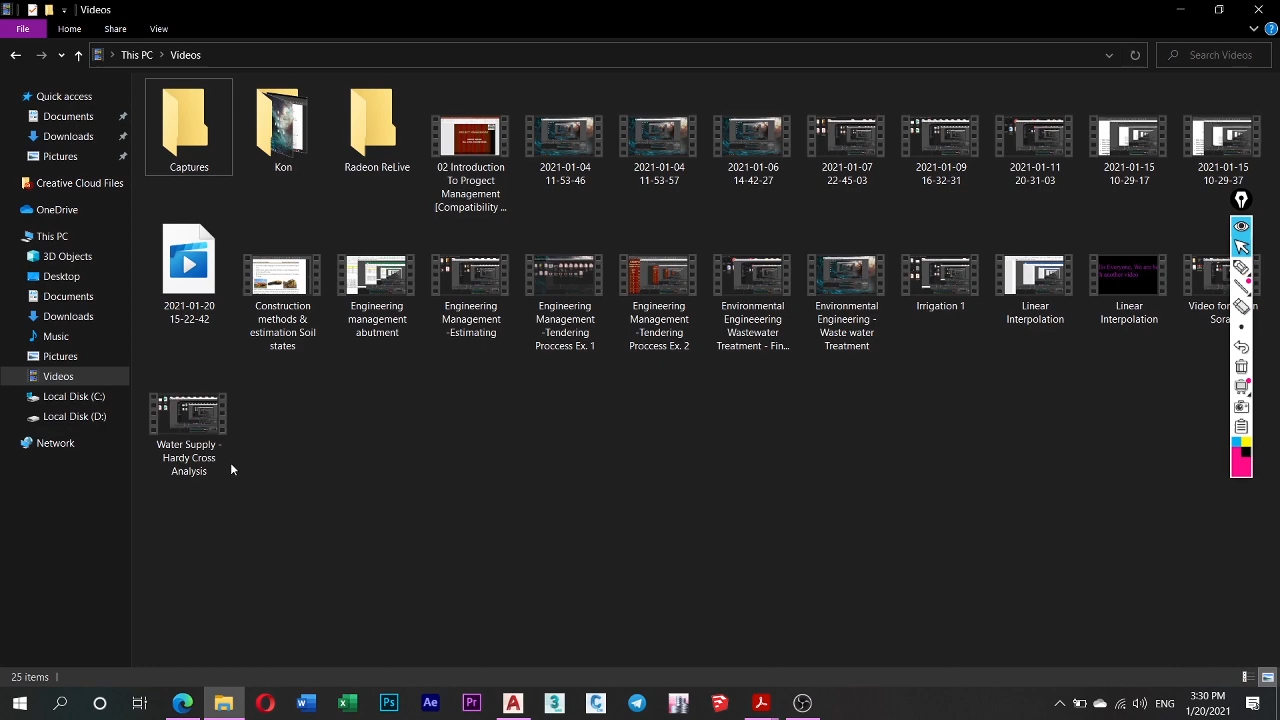 Videos
File
Home
Share
View
This PC
Videos
Search Videos
Quick access
Documents
Downloads
Pictures
Creative Cloud Files
OneDrive
This PC
3D Objects
Desktop
Documents
Downloads
Music
Pictures
Videos
Local Disk (C:)
Local Disk (D:)
Network
Captures
Kon
Radeon ReLive
02 Introduction
To Progect
Management
[Compatibility ...
2021-01-04
11-53-46
2021-01-04
11-53-57
2021-01-06
14-42-27
2021-01-07
22-45-03
2021-01-09
16-32-31
2021-01-11
20-31-03
2021-01-15
10-29-17
2021-01-15
10-29-37
2021-01-20
15-22-42
Construction
methods &
estimation Soil
states
Engineering
management
abutment
Engineering
Management
-Estimating
Engineering
Management
-Tendering
Proccess Ex. 1
Engineering
Management
-Tendering
Proccess Ex. 2
Environmental
Engineeering
Wastewater
Treatment - Fin...
Environmental
Engineering -
Waste water
Treatment
Irrigation 1
Linear
Interpolation
Linear
Interpolation
Video for
Sora
Water Supply -
Hardy Cross
Analysis
25 items
ENG
3:30 PM
1/20/2021